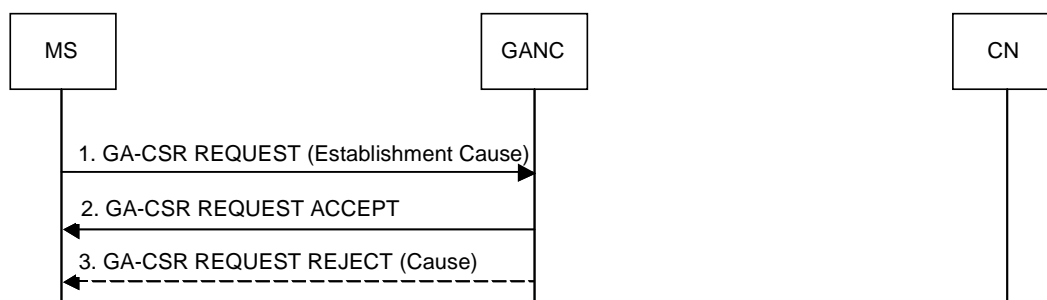 MS
GANC
CN
1. GA-CSR REQUEST (Establishment Cause)
2. GA-CSR REQUEST ACCEPT
3. GA-CSR REQUEST REJECT (Cause)